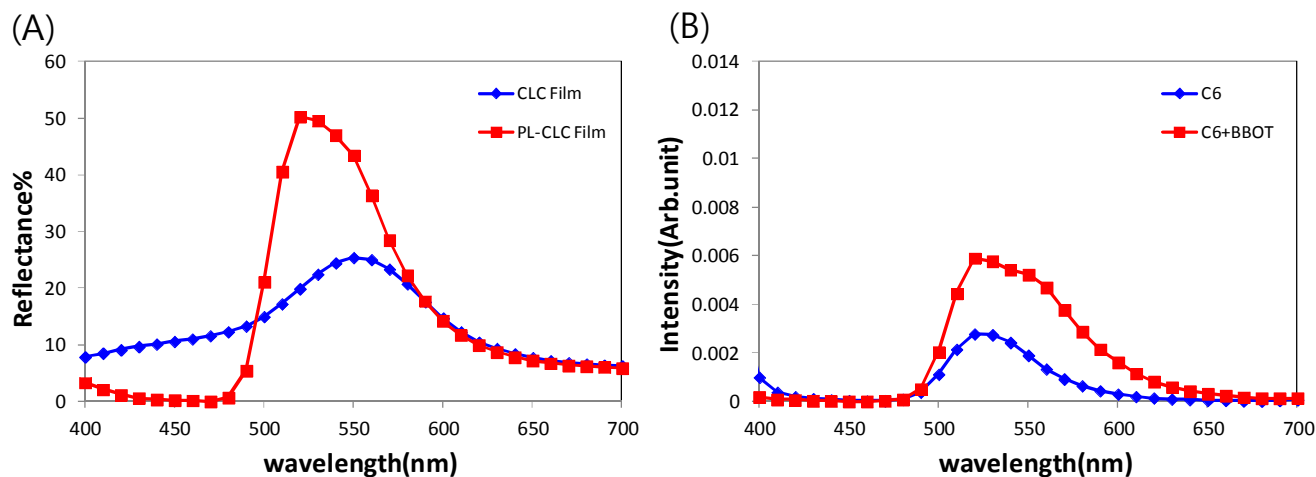 (A)
60
50
40
30
20
10
0
Reflectance%
400
450
500
550
600
650
700
wavelength(nm)
CLC Film
PL-CLC Film
(B)
0.014
0.012
0.01
0.008
0.006
0.004
0.002
0
Intensity(Arb.unit)
400
450
500
550
600
650
700
wavelength(nm)
C6
C6+BBOT